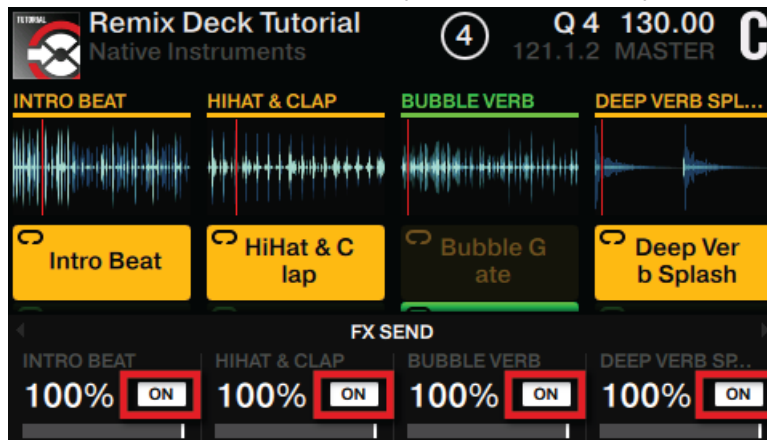 TUTORIAL
Remix Deck Tutorial
Native Instruments
4
Q 4 130.00
121.1.2 MASTER
C
INTRO BEAT HIHAT & CLAP BUBBLE VERB DEEP VERB SPL...
Intro Beat
HiHat & C
lap
Bubble G
ate
Deep Ver
b Splash
FX SEND
INTRO BEAT HIHAT & CLAP BUBBLE VERB DEEP VERB SP...
100% ON 100% ON 100% ON 100% ON